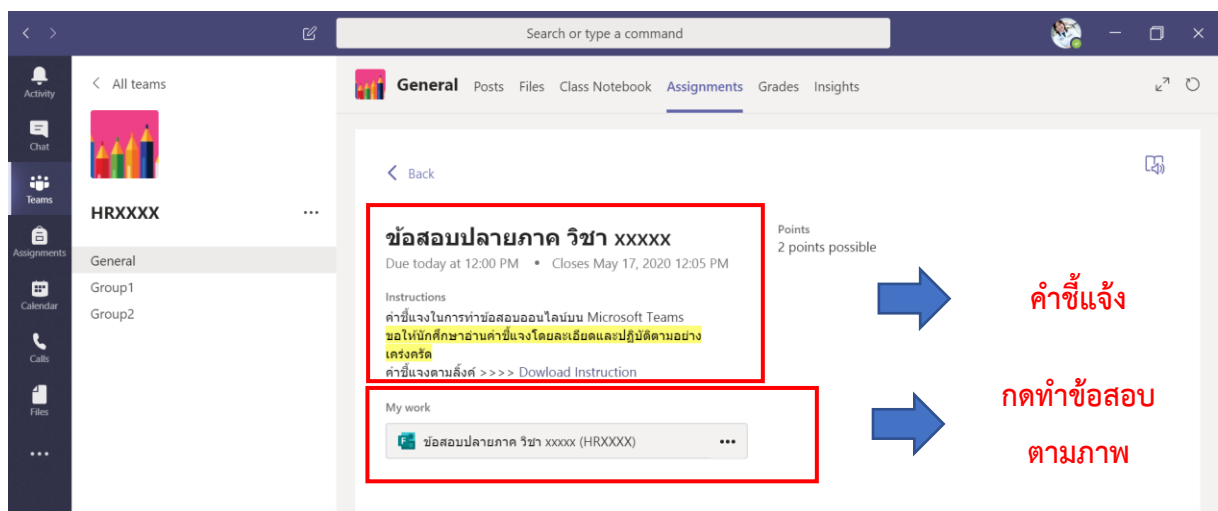 Search or type a command
Activity
Chat
Teams
Assignments
Calendar
Calls
Files
All teams
HRXXXX
General
Group1
Group2
General Posts Files Class Notebook Assignments Grades Insights
Back
ข้อสอบปลายภาค วิชา xxxxx
Due today at 12:00 PM • Closes May 17, 2020 12:05 PM
Points
2 points possible
Instructions
คำชี้แจงในการทำข้อสอบออนไลน์บน Microsoft Teams
ขอให้นักศึกษาอ่านคำชี้แจงโดยละเอียดและปฏิบัติตามอย่าง
เคร่งครัด
คำชี้แจงตามลิ้งค์ >>>> Dowload Instruction
My work
ข้อสอบปลายภาค วิชา xxxxx (HRXXXX)
คำชี้แจ้ง
กดทำข้อสอบ
ตามภาพ